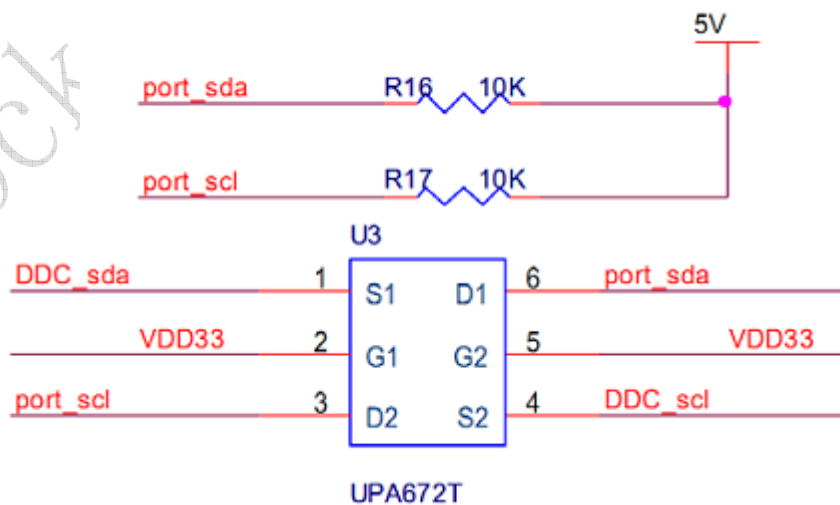 5V
port_sda R16 10K
port_scl R17 10K
U3
DDC_sda 1 S1 D1 6 port_sda
VDD33 2 G1 G2 5 VDD33
port_scl 3 D2 S2 4 DDC_scl
UPA672T